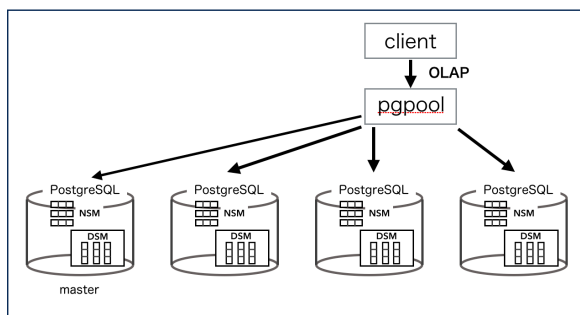 client
OLAP
pgpool
PostgreSQL PostgreSQL PostgreSQL PostgreSQL
NSM NSM NSM NSM
DSM DSM DSM DSM
master